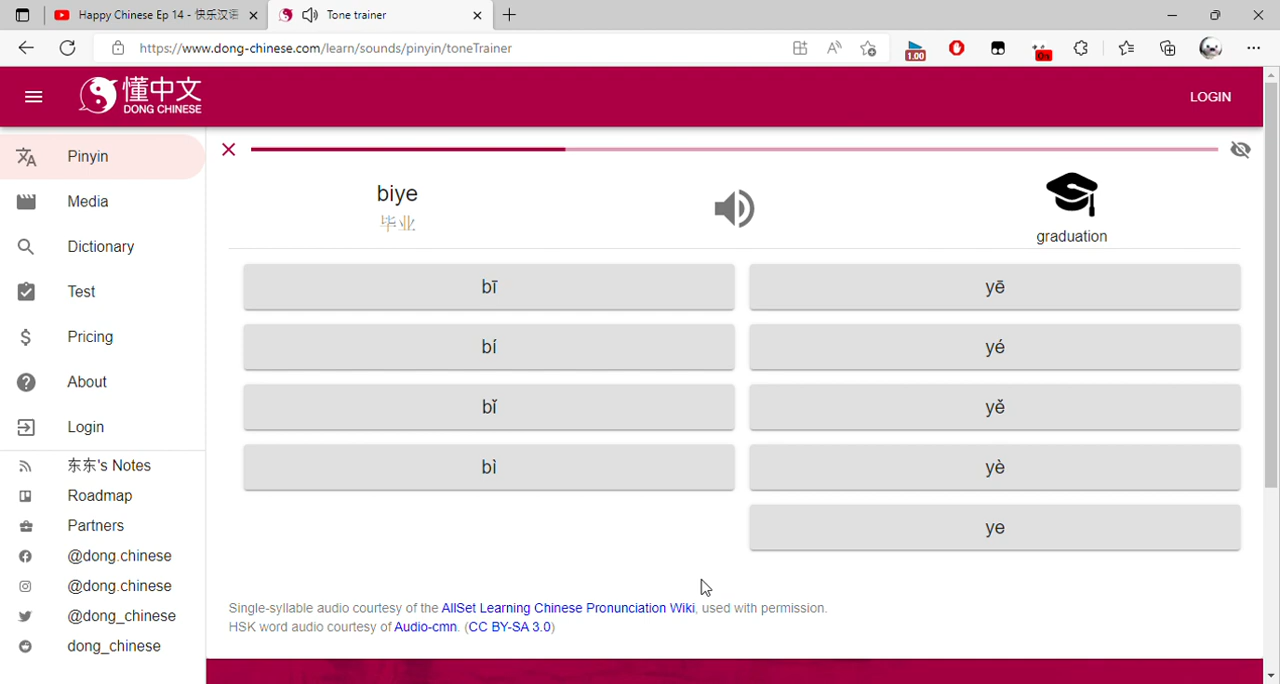 Happy Chinese Ep 14 - 快乐汉语
Tone trainer
https://www.dong-chinese.com/learn/sounds/pinyin/toneTrainer
1.00
On
懂中文
DONG CHINESE
LOGIN
Pinyin
Media
Dictionary
Test
Pricing
About
Login
东东's Notes
Roadmap
Partners
@dong.chinese
@dong.chinese
@dong_chinese
dong_chinese
biye
毕业
graduation
bī
yē
bí
yé
bǐ
yě
bì
yè
ye
Single-syllable audio courtesy of the AllSet Learning Chinese Pronunciation Wiki, used with permission.
HSK word audio courtesy of Audio-cmn. (CC BY-SA 3.0)